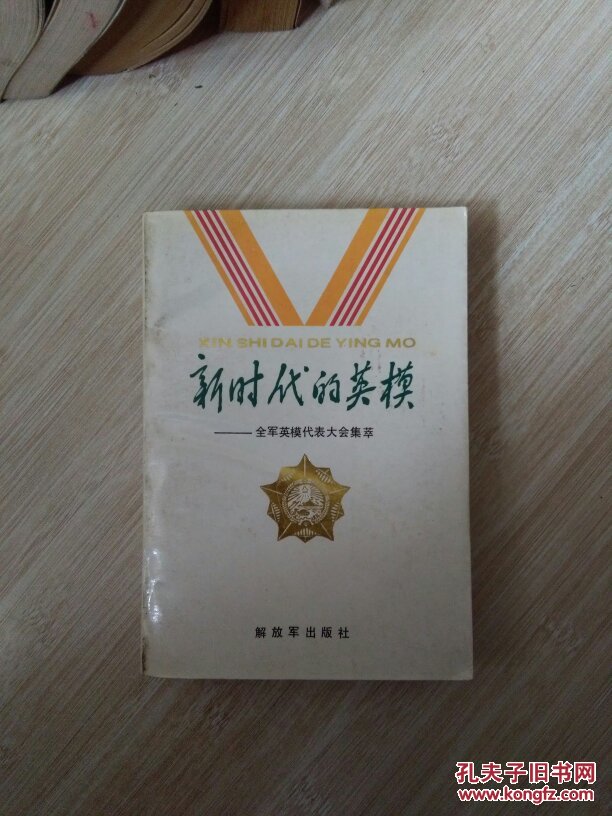 XIN SHI DAI DE YING MO
新时代的英模
———全军英模代表大会集萃
解放军出版社
孔夫子旧书网
www.kongfz.com